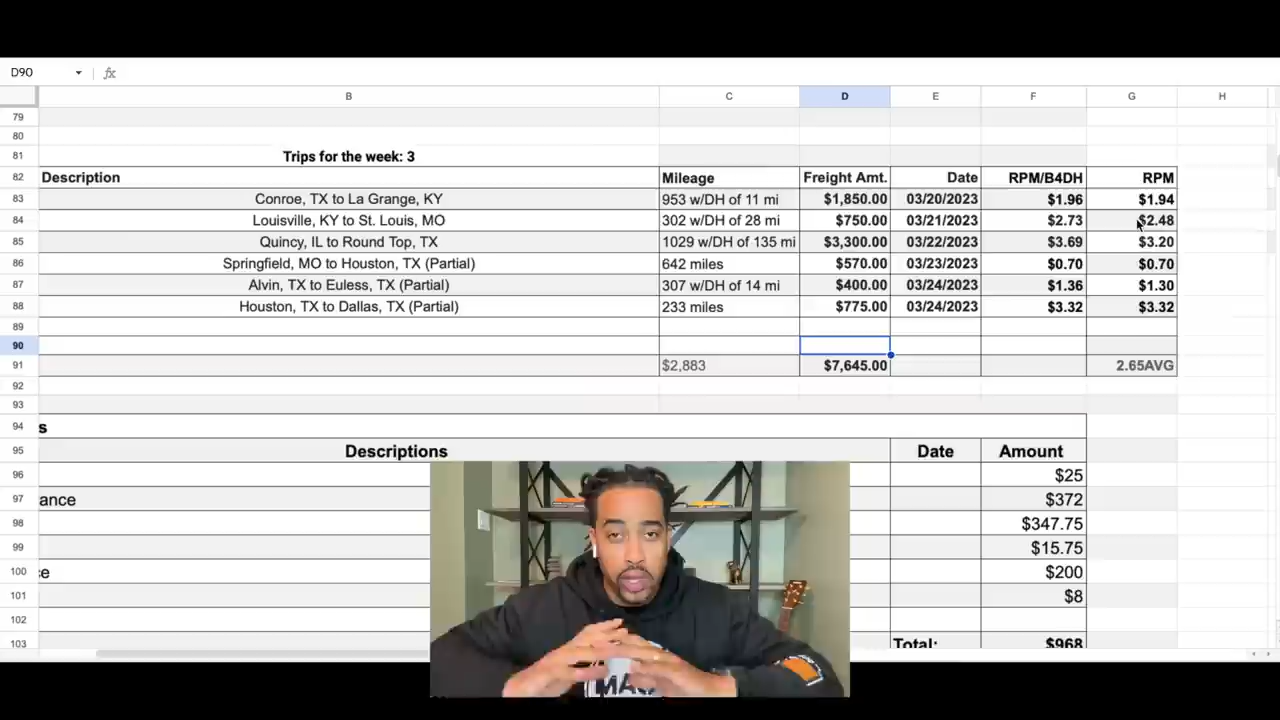 D90 fx
B C D E F G H
79
80
81 Trips for the week: 3
82 Description Mileage Freight Amt. Date RPM/B4DH RPM
83 Conroe, TX to La Grange, KY 953 w/DH of 11 mi $1,850.00 03/20/2023 $1.96 $1.94
84 Louisville, KY to St. Louis, MO 302 w/DH of 28 mi $750.00 03/21/2023 $2.73 $2.48
85 Quincy, IL to Round Top, TX 1029 w/DH of 135 mi $3,300.00 03/22/2023 $3.69 $3.20
86 Springfield, MO to Houston, TX (Partial) 642 miles $570.00 03/23/2023 $0.70 $0.70
87 Alvin, TX to Euless, TX (Partial) 307 w/DH of 14 mi $400.00 03/24/2023 $1.36 $1.30
88 Houston, TX to Dallas, TX (Partial) 233 miles $775.00 03/24/2023 $3.32 $3.32
89
90
91 $2,883 $7,645.00 2.65AVG
92
93
94 s
95 Descriptions Date Amount
96 $25
97 ance $372
98 $347.75
99 $15.75
100 ce $200
101 $8
102
103 Total: $968